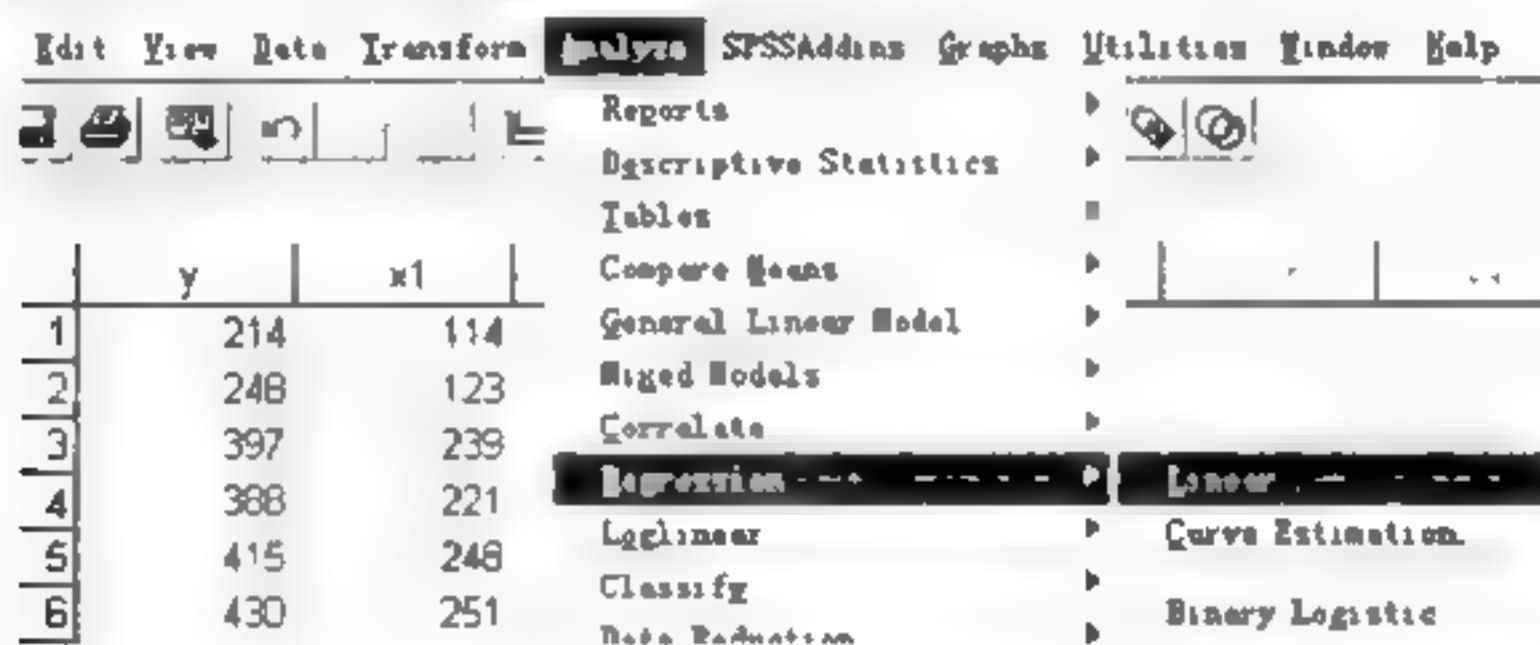 Edit View Data Transform Analyze SPSSAddins Graphs Utilities Window Help
Reports
Descriptive Statistics
Tables
Compare Means
General Linear Model
Mixed Models
Correlate
Regression
Loglinear
Classify
Data Reduction
Linear
Curve Estimation
Binary Logistic
y x1
1 214 114
2 248 123
3 397 239
4 388 221
5 415 248
6 430 251